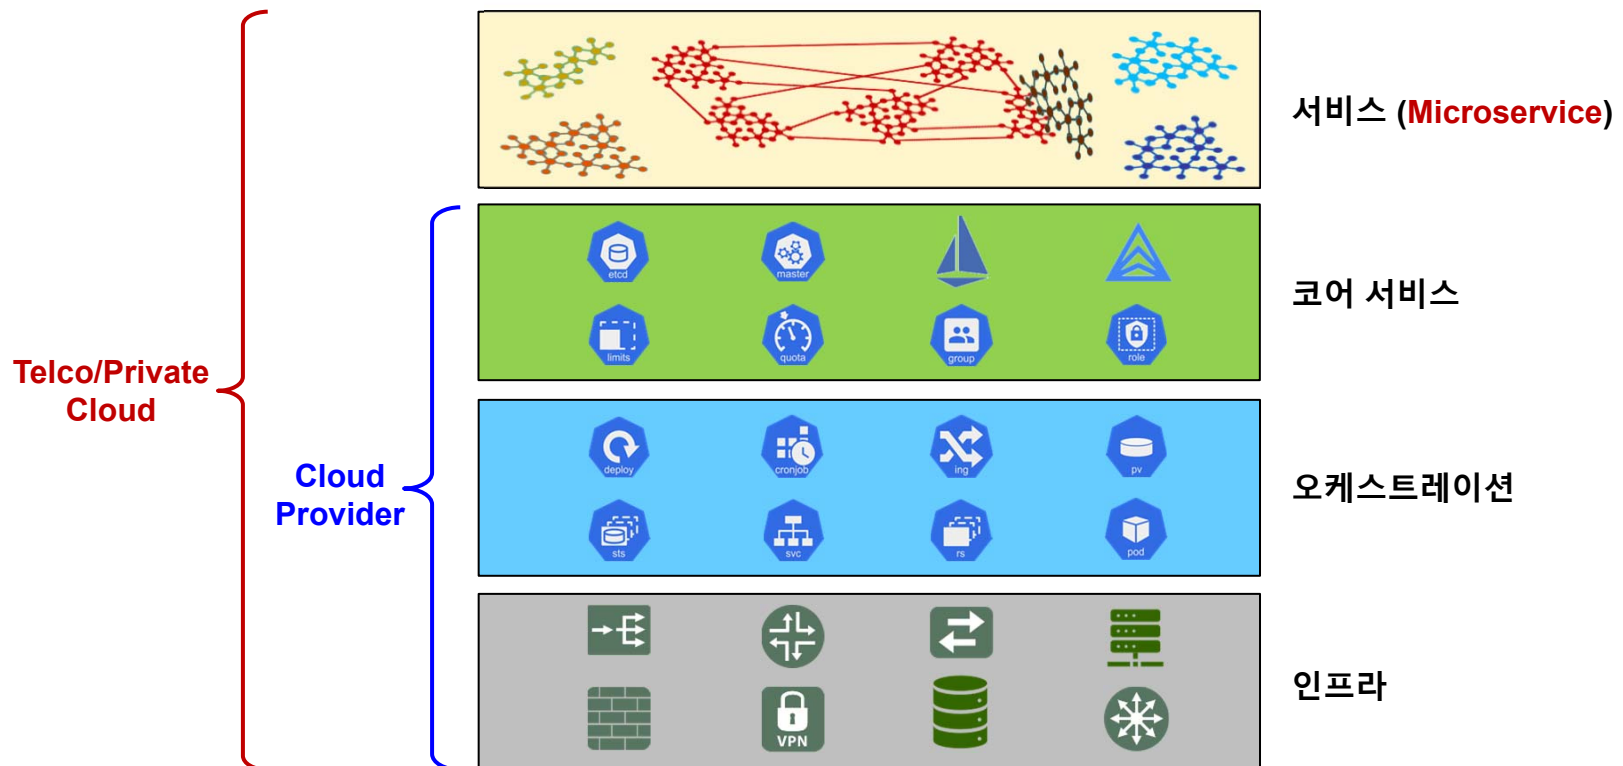 서비스 (Microservice)
etcd
master
코어 서비스
limits
quota
group
role
Telco/Private
Cloud
deploy
cronjob
ing
pv
Cloud
Provider
오케스트레이션
sts
svc
rs
pod
인프라
VPN